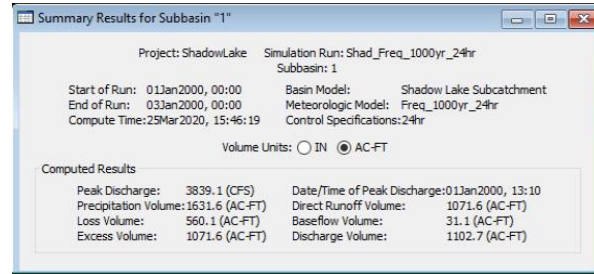 Summary Results for Subbasin "1"
Project: ShadowLake Simulation Run: Shad_Freq_1000yr_24hr
Subbasin: 1
Start of Run: 01Jan2000, 00:00 Basin Model: Shadow Lake Subcatchment
End of Run: 03Jan2000, 00:00 Meteorologic Model: Freq_1000yr_24hr
Compute Time:25Mar2020, 15:46:19 Control Specifications:24hr
Volume Units: IN AC-FT
Computed Results
Peak Discharge: 3839.1 (CFS) Date/Time of Peak Discharge:01Jan2000, 13:10
Precipitation Volume:1631.6 (AC-FT) Direct Runoff Volume: 1071.6 (AC-FT)
Loss Volume: 560.1 (AC-FT) Baseflow Volume: 31.1 (AC-FT)
Excess Volume: 1071.6 (AC-FT) Discharge Volume: 1102.7 (AC-FT)